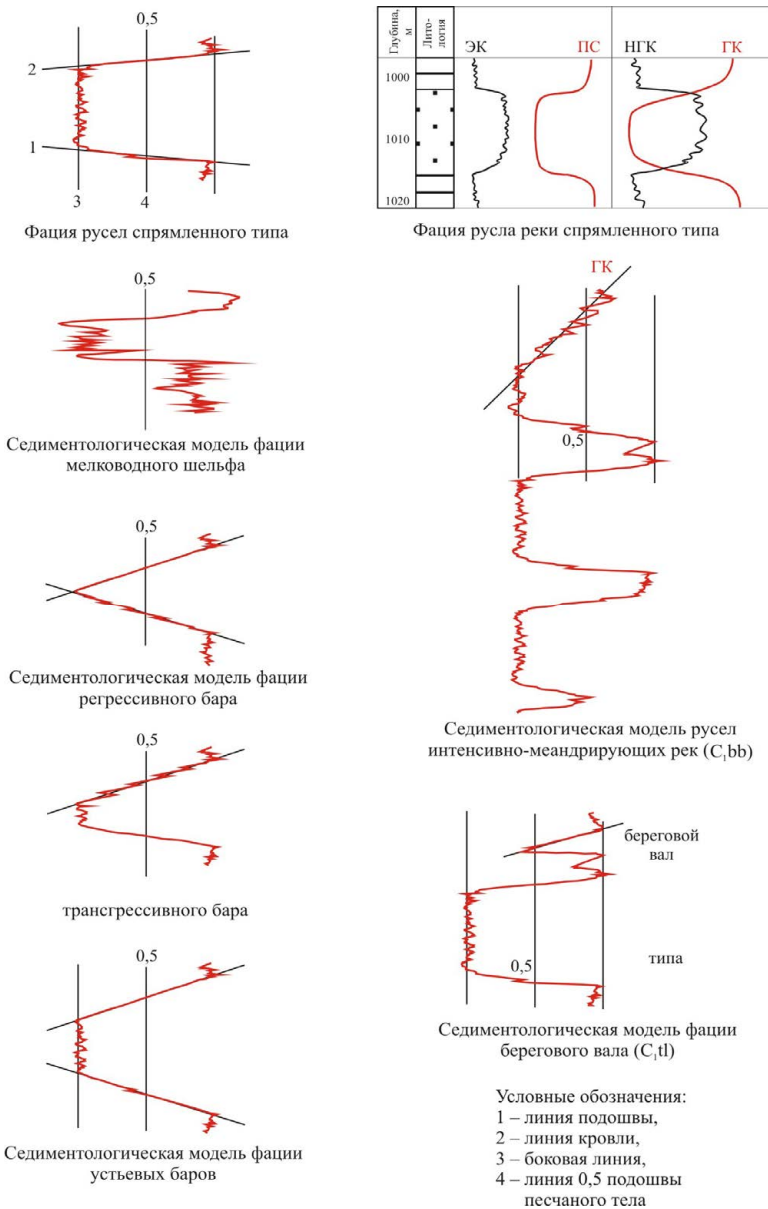 0,5
2
1
3
4
Фация русел спрямленного типа
Глубина, м
Лито-
логия
ЭК
ПС
НГК
ГК
1000
1010
1020
Фация русла реки спрямленного типа
0,5
Седиментологическая модель фации
мелководного шельфа
0,5
Седиментологическая модель фации
регрессивного бара
0,5
трансгрессивного бара
0,5
Седиментологическая модель фации
устьевых баров
ГК
0,5
Седиментологическая модель русел
интенсивно-меандрирующих рек (C₁bb)
береговой
вал
0,5
типа
Седиментологическая модель фации
берегового вала (C₁tl)
Условные обозначения:
1 – линия подошвы,
2 – линия кровли,
3 – боковая линия,
4 – линия 0,5 подошвы
песчаного тела